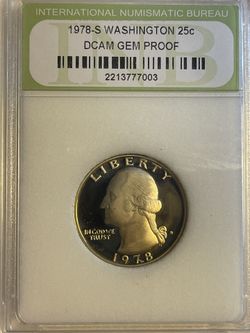 INTERNATIONAL NUMISMATIC BUREAU
1978-S WASHINGTON 25c
DCAM GEM PROOF
2213777003
LIBERTY
IN GOD WE
TRUST
1978